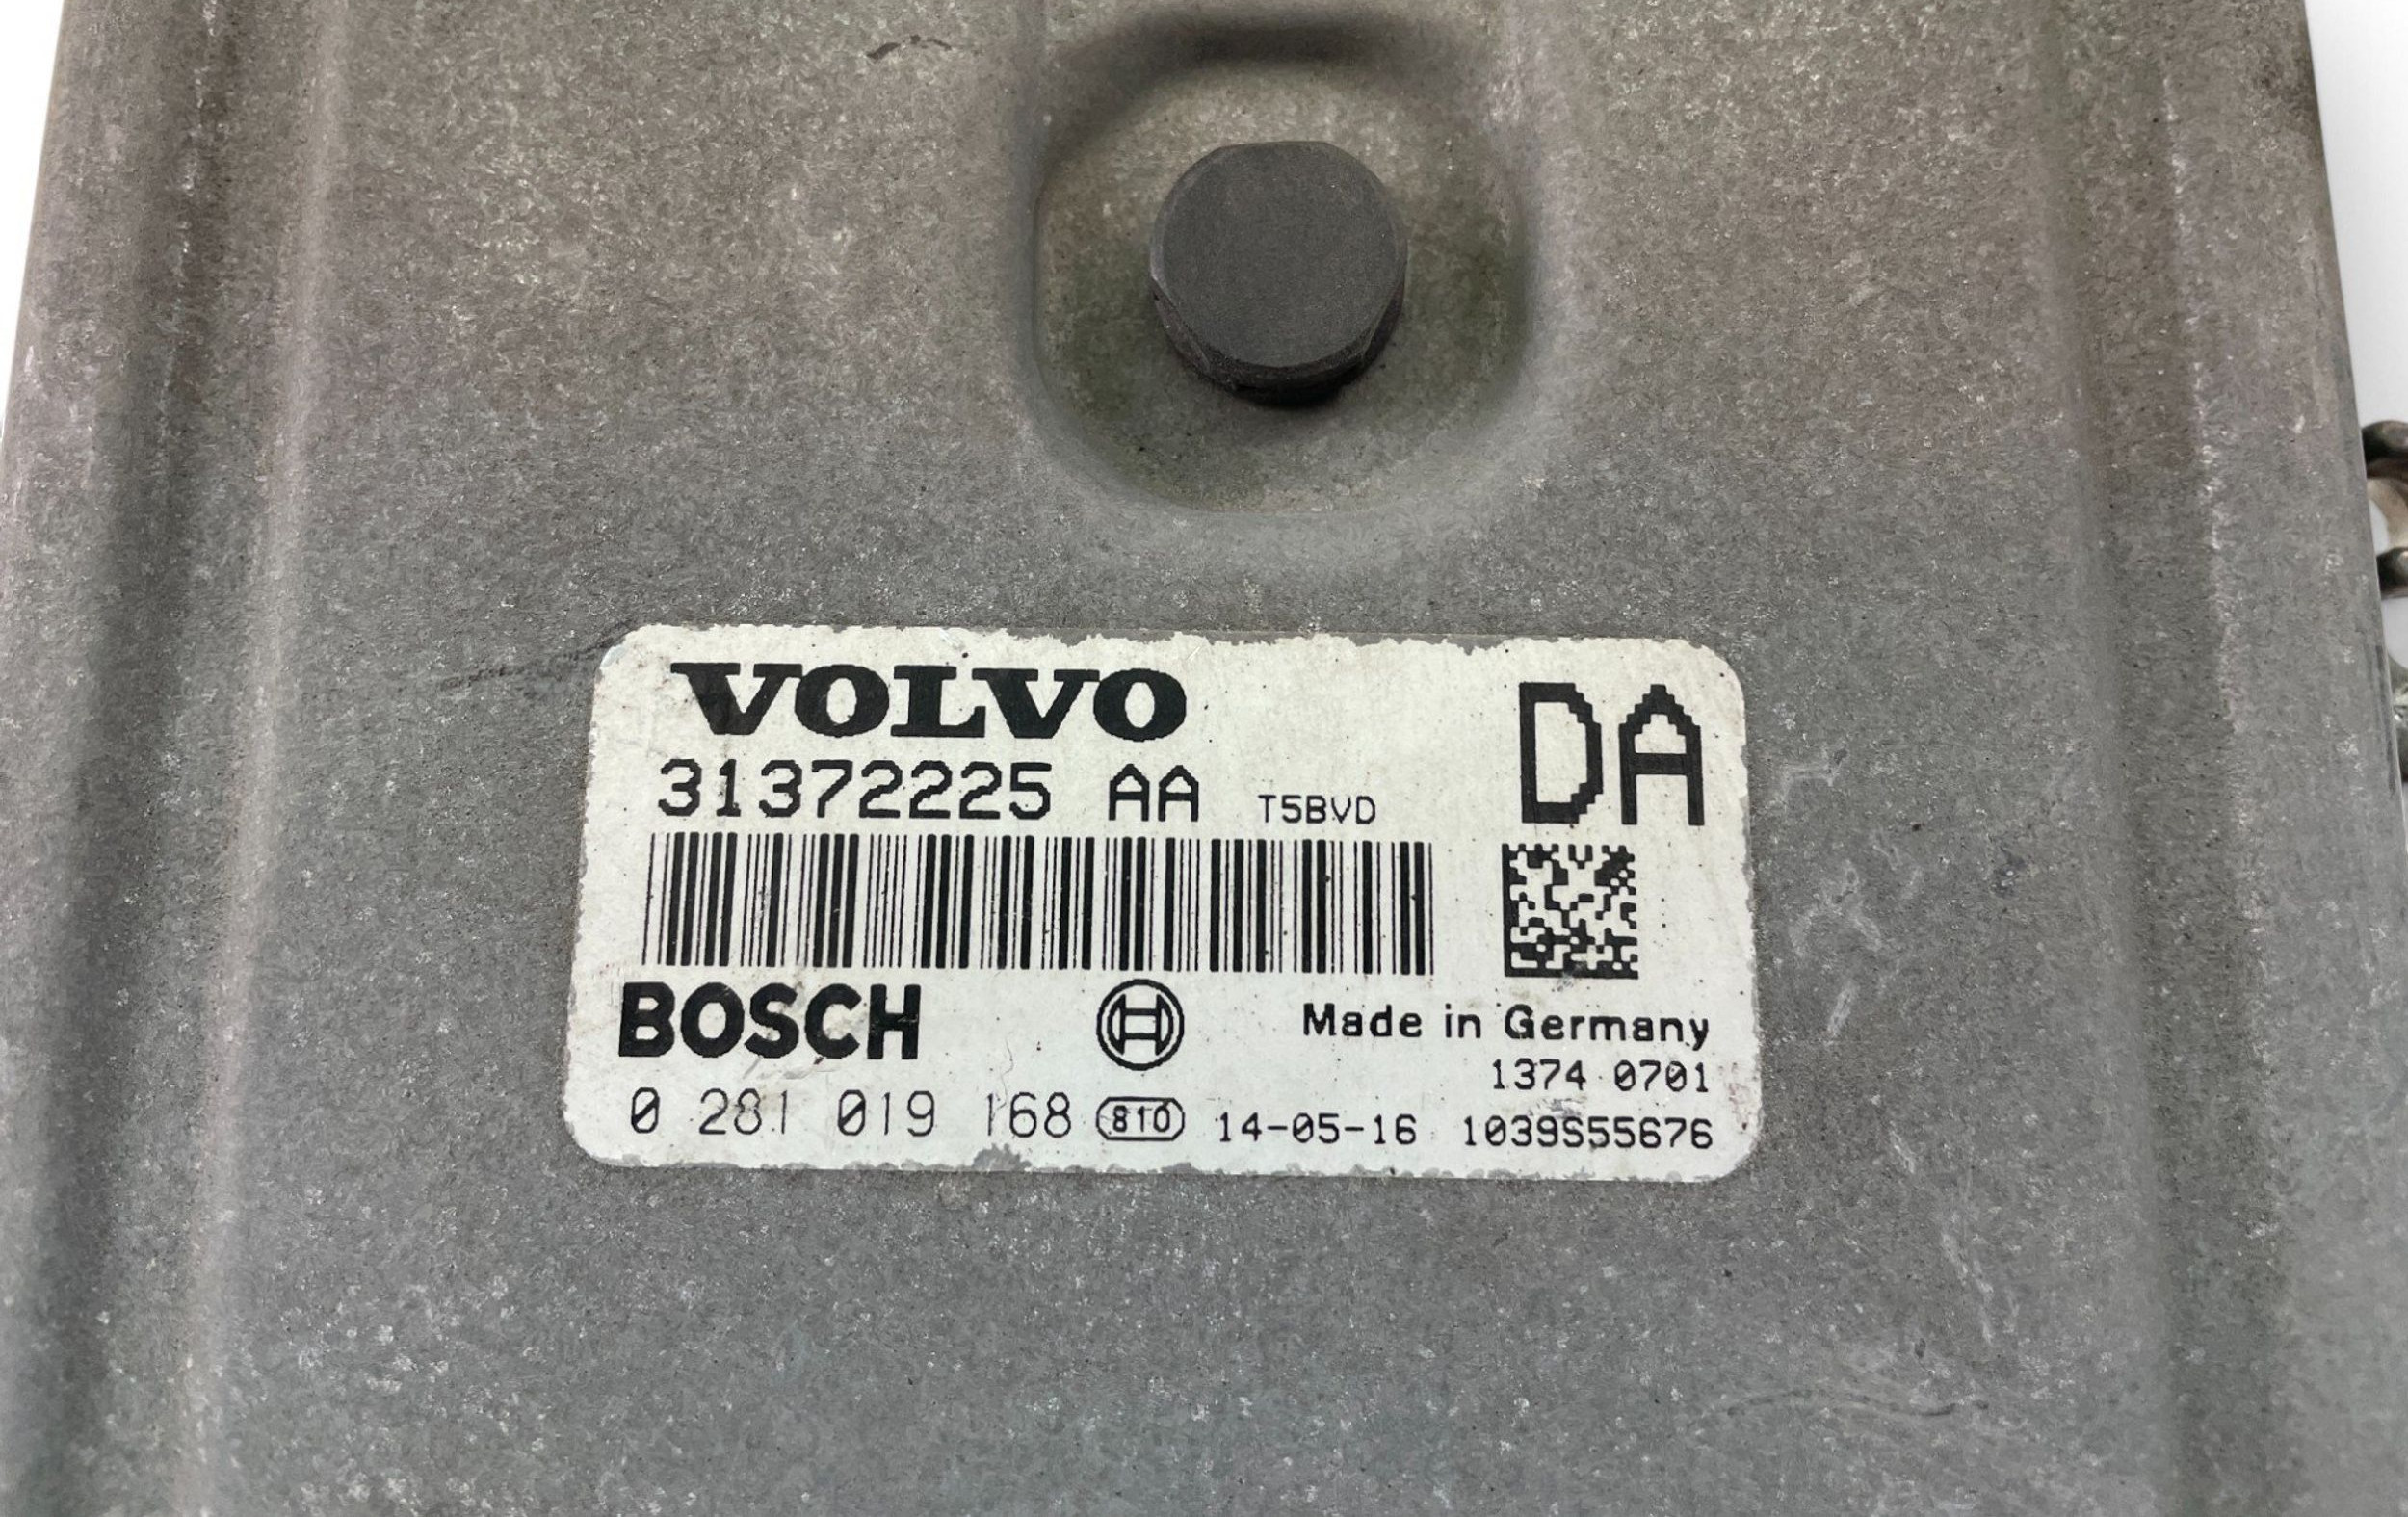 VOLVO
31372225 AA T5BVD DA
BOSCH Made in Germany
1374 0701
0 281 019 168 810 14-05-16 1039S55676